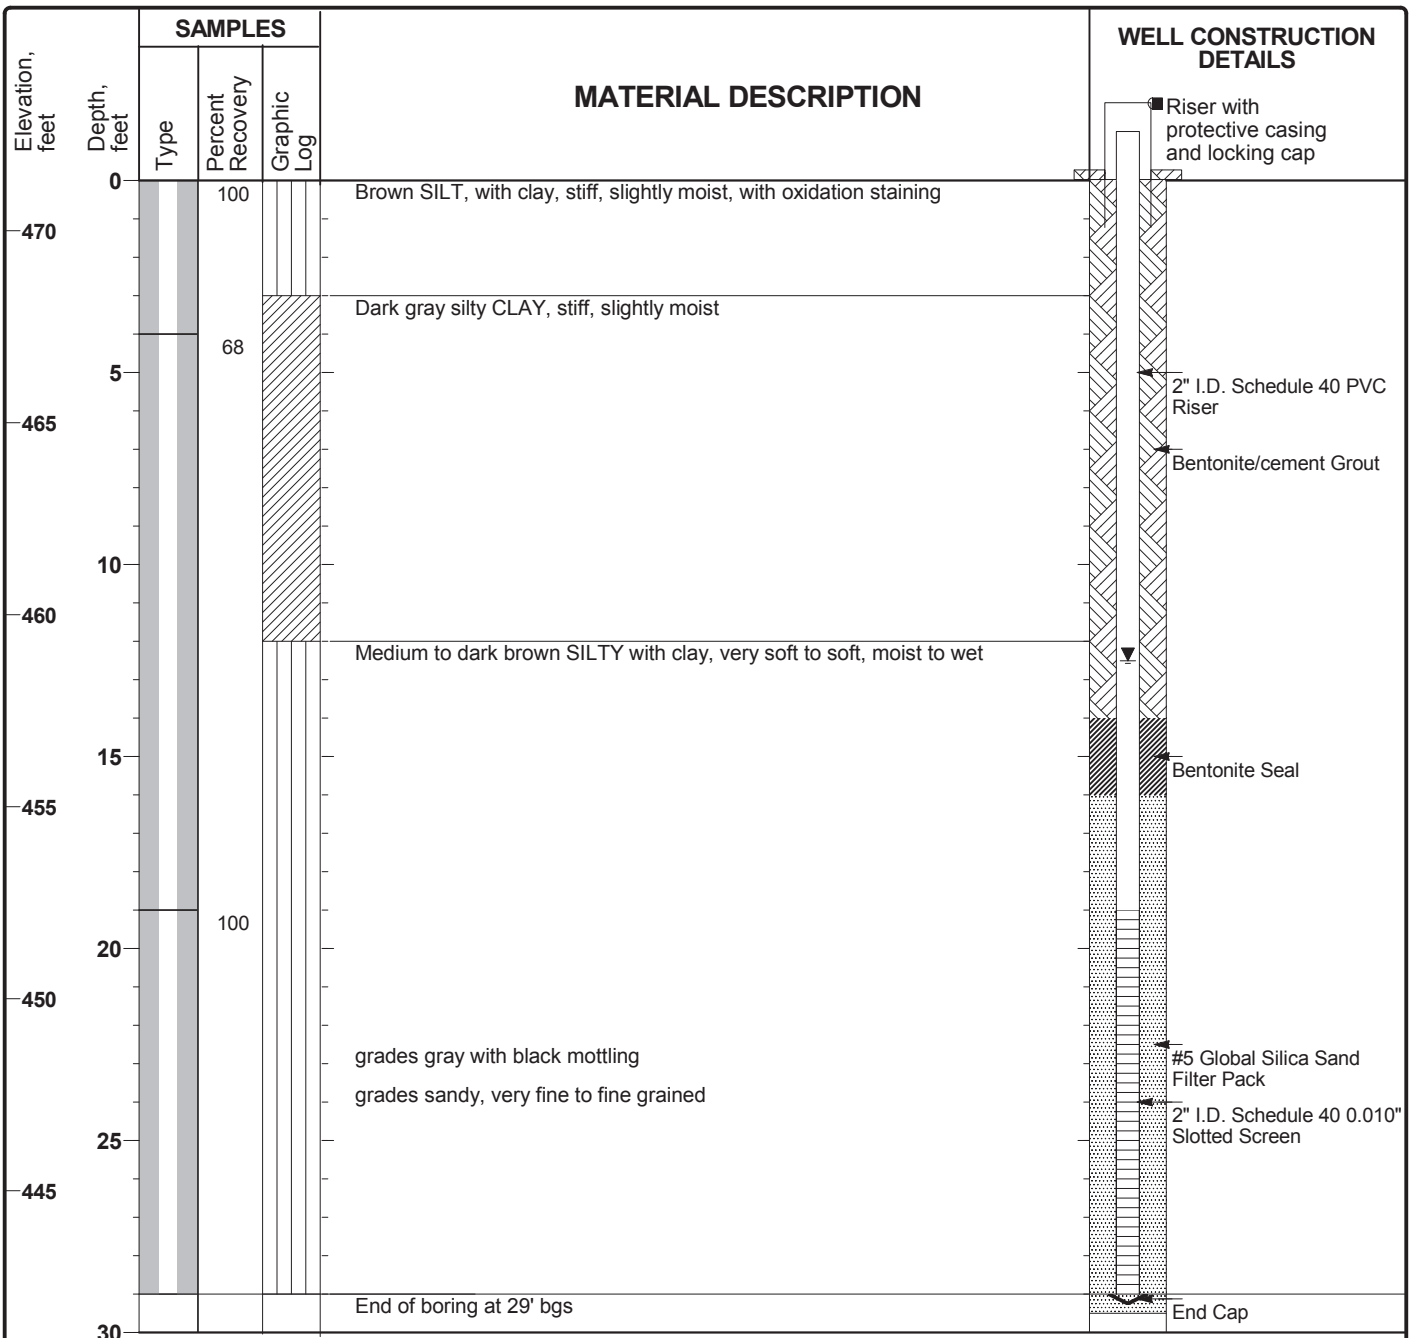 SAMPLES
Elevation,
feet
Depth,
feet
Type
Percent
Recovery
Graphic
Log
MATERIAL DESCRIPTION
WELL CONSTRUCTION
DETAILS
Riser with
protective casing
and locking cap
0
100
Brown SILT, with clay, stiff, slightly moist, with oxidation staining
470
Dark gray silty CLAY, stiff, slightly moist
68
5
2" I.D. Schedule 40 PVC
Riser
465
Bentonite/cement Grout
10
460
Medium to dark brown SILTY with clay, very soft to soft, moist to wet
15
Bentonite Seal
455
100
20
450
grades gray with black mottling
#5 Global Silica Sand
Filter Pack
grades sandy, very fine to fine grained
2" I.D. Schedule 40 0.010"
Slotted Screen
25
445
End of boring at 29' bgs
End Cap
30